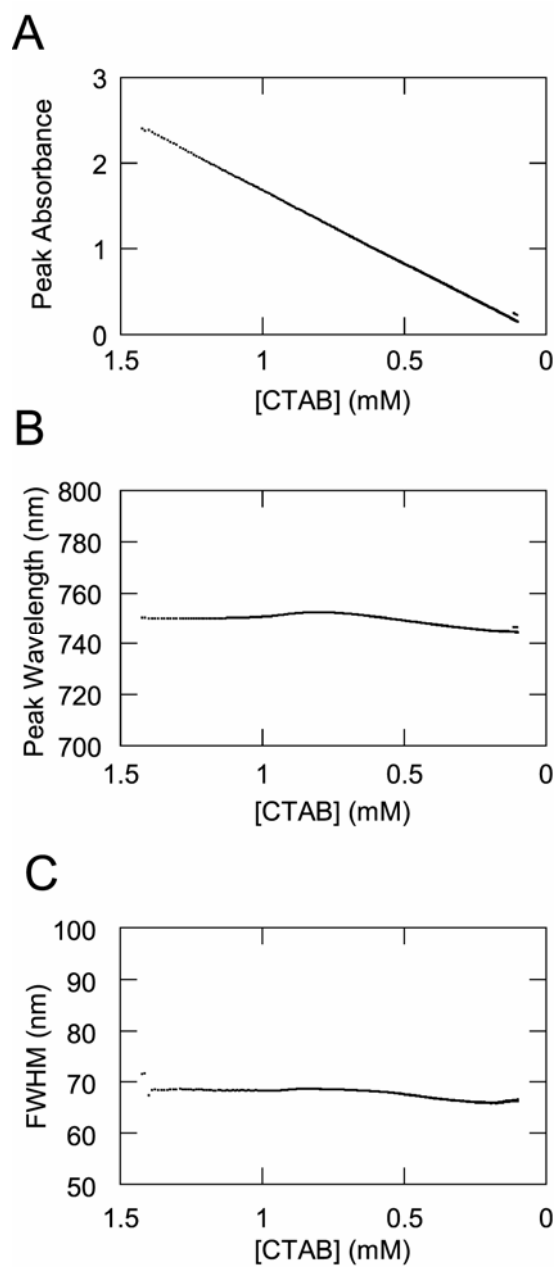 A
Peak Absorbance
3
2
1
0
1.5 1 0.5 0
[CTAB] (mM)
B
Peak Wavelength (nm)
800
780
760
740
720
700
1.5 1 0.5 0
[CTAB] (mM)
C
FWHM (nm)
100
90
80
70
60
50
1.5 1 0.5 0
[CTAB] (mM)